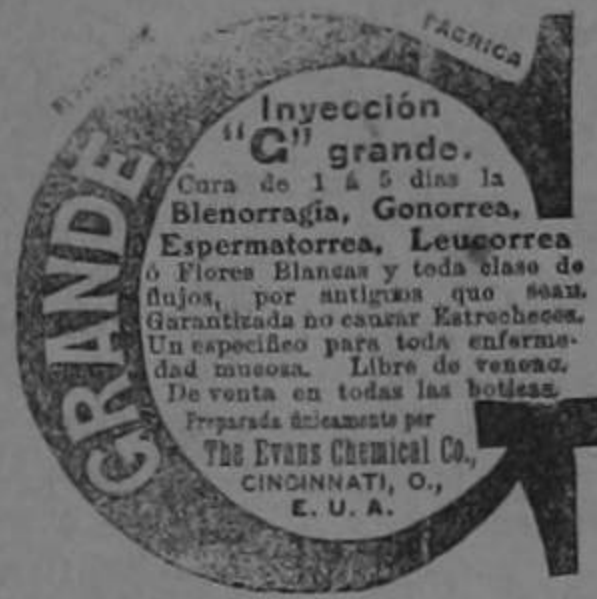 FÁBRICA
GRANDE
Inyección
"G" grande.
Cura de 1 á 5 dias la
Blenorragia, Gonorrea,
Espermatorrea, Leucorrea
ó Flores Blancas y toda clase de
flujos, por antiguos que sean.
Garantizada no causar Estrecheces.
Un especifico para toda enferme-
dad mucosa. Libre de veneno.
De venta en todas las boticas.
Preparada únicamente por
The Evans Chemical Co.,
CINCINNATI, O.,
E. U. A.